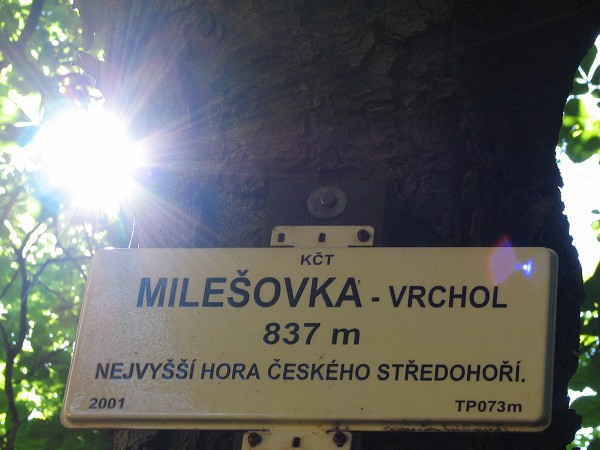 KČT
MILEŠOVKA - VRCHOL
837 m
NEJVYŠŠÍ HORA ČESKÉHO STŘEDOHOŘÍ.
2001 TP073m